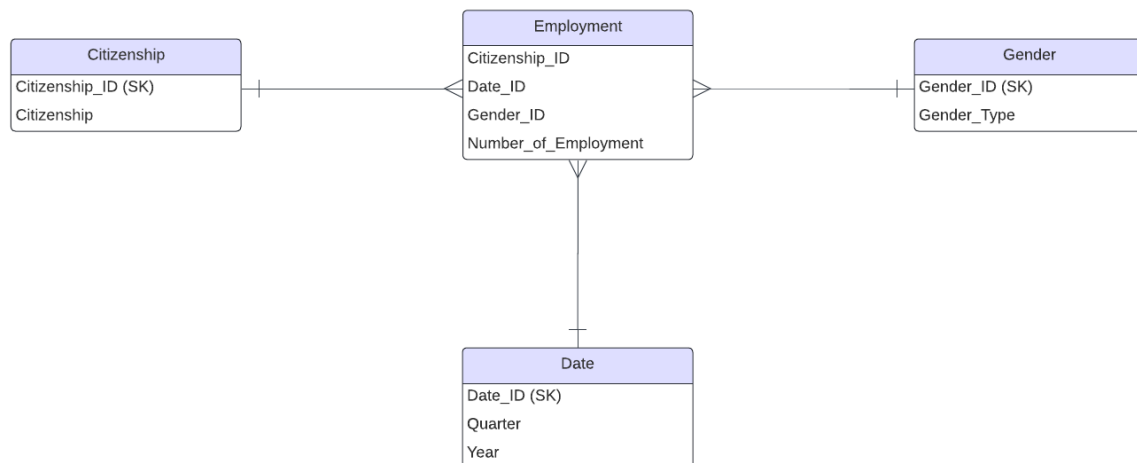 Employment
Citizenship_ID
Date_ID
Gender_ID
Number_of_Employment
Citizenship
Citizenship_ID (SK)
Citizenship
Gender
Gender_ID (SK)
Gender_Type
Date
Date_ID (SK)
Quarter
Year